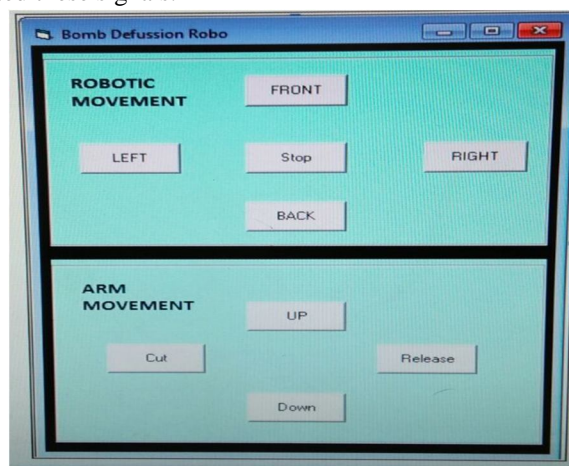 Bomb Defussion Robo
ROBOTIC
MOVEMENT
FRONT
LEFT
Stop
RIGHT
BACK
ARM
MOVEMENT
UP
Cut
Release
Down